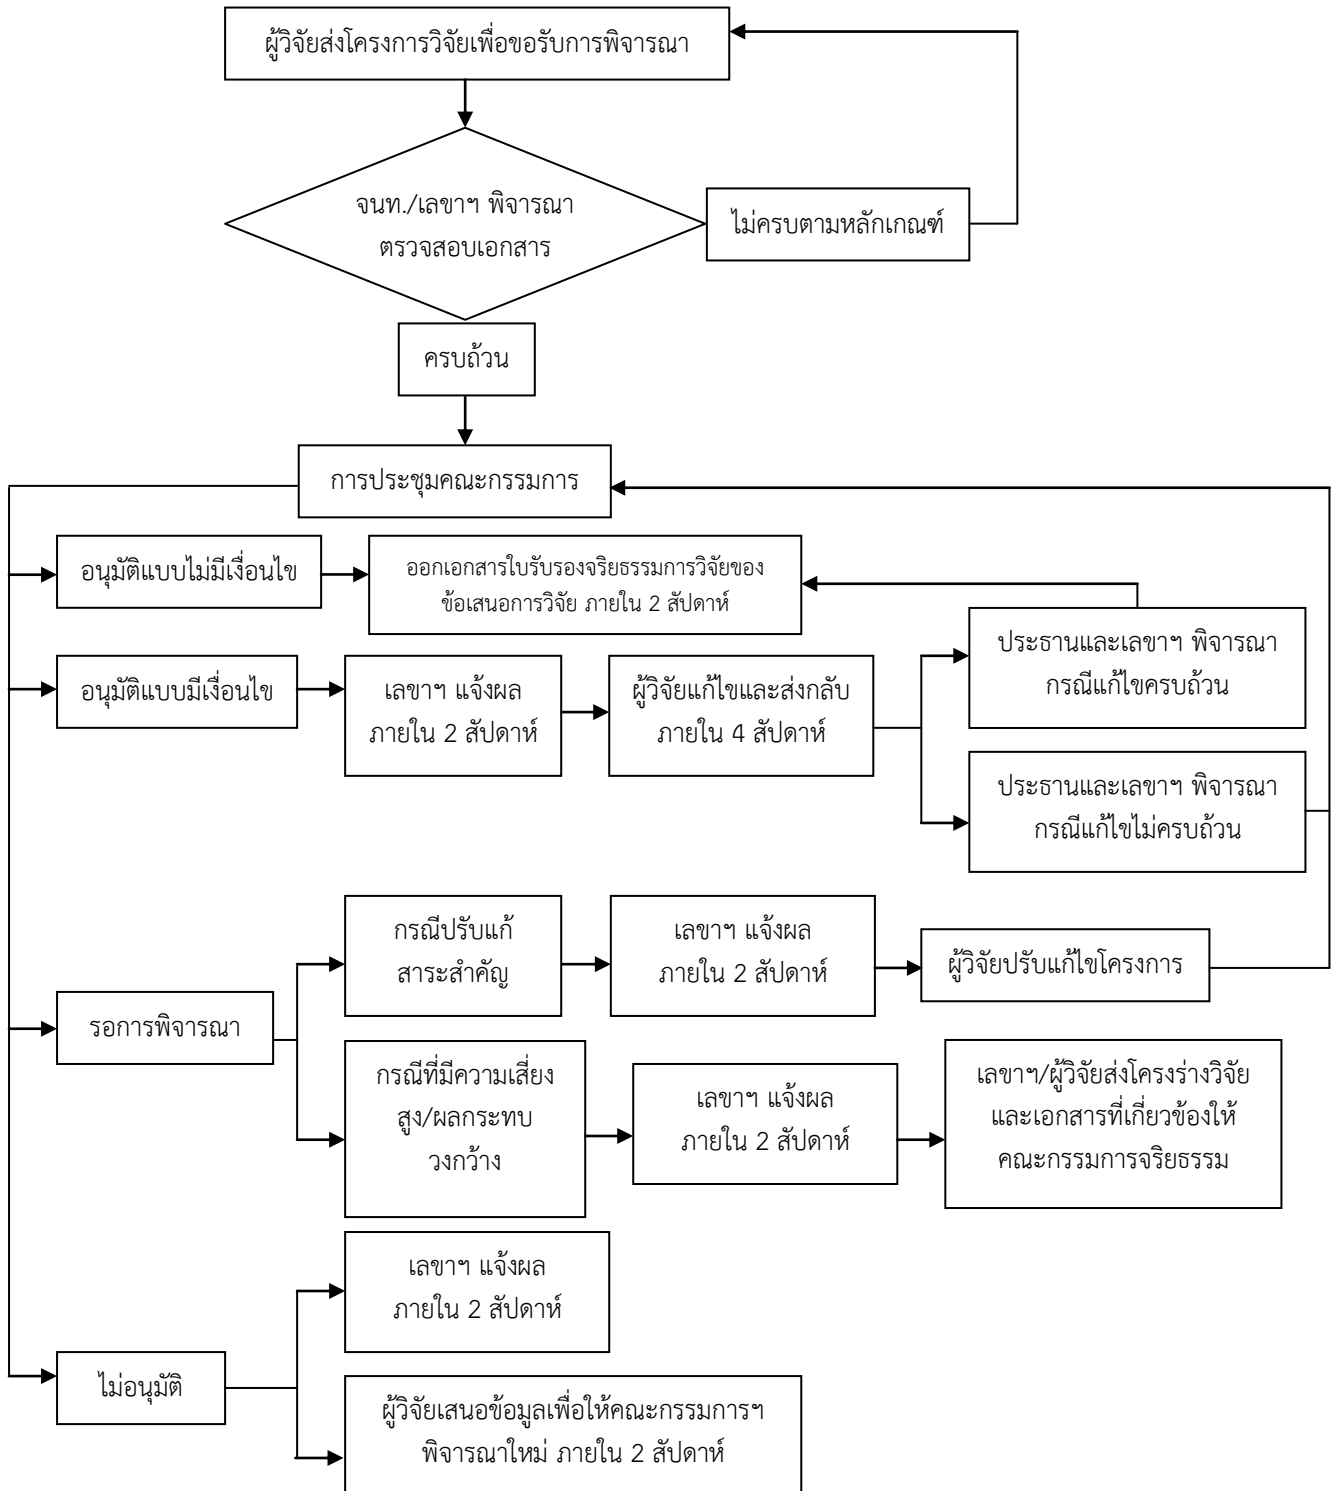 ผู้วิจัยส่งโครงการวิจัยเพื่อขอรับการพิจารณา
จนท./เลขาฯ พิจารณา
ตรวจสอบเอกสาร
ไม่ครบตามหลักเกณฑ์
ครบถ้วน
การประชุมคณะกรรมการ
อนุมัติแบบไม่มีเงื่อนไข
ออกเอกสารใบรับรองจริยธรรมการวิจัยของ
ข้อเสนอการวิจัย ภายใน 2 สัปดาห์
อนุมัติแบบมีเงื่อนไข
เลขาฯ แจ้งผล
ภายใน 2 สัปดาห์
ผู้วิจัยแก้ไขและส่งกลับ
ภายใน 4 สัปดาห์
ประธานและเลขาฯ พิจารณา
กรณีแก้ไขครบถ้วน
ประธานและเลขาฯ พิจารณา
กรณีแก้ไขไม่ครบถ้วน
รอการพิจารณา
กรณีปรับแก้
สาระสำคัญ
เลขาฯ แจ้งผล
ภายใน 2 สัปดาห์
ผู้วิจัยปรับแก้ไขโครงการ
กรณีที่มีความเสี่ยง
สูง/ผลกระทบ
วงกว้าง
เลขาฯ แจ้งผล
ภายใน 2 สัปดาห์
เลขาฯ/ผู้วิจัยส่งโครงร่างวิจัย
และเอกสารที่เกี่ยวข้องให้
คณะกรรมการจริยธรรม
ไม่อนุมัติ
เลขาฯ แจ้งผล
ภายใน 2 สัปดาห์
ผู้วิจัยเสนอข้อมูลเพื่อให้คณะกรรมการฯ
พิจารณาใหม่ ภายใน 2 สัปดาห์